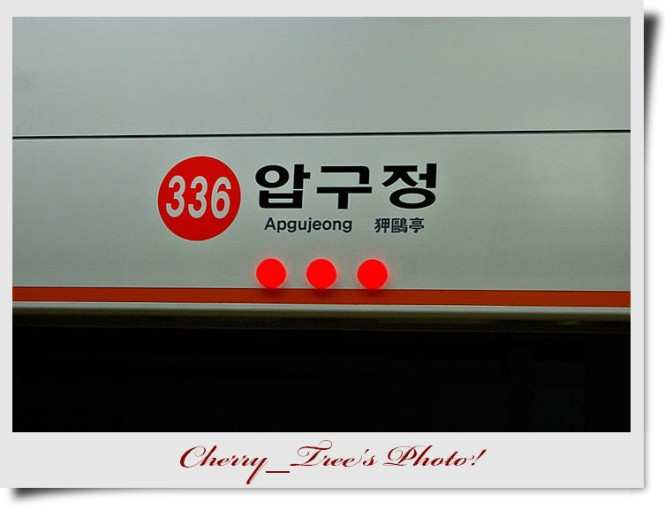 336 압구정
Apgujeong 狎鷗亭
Cherry_Tree's Photo!